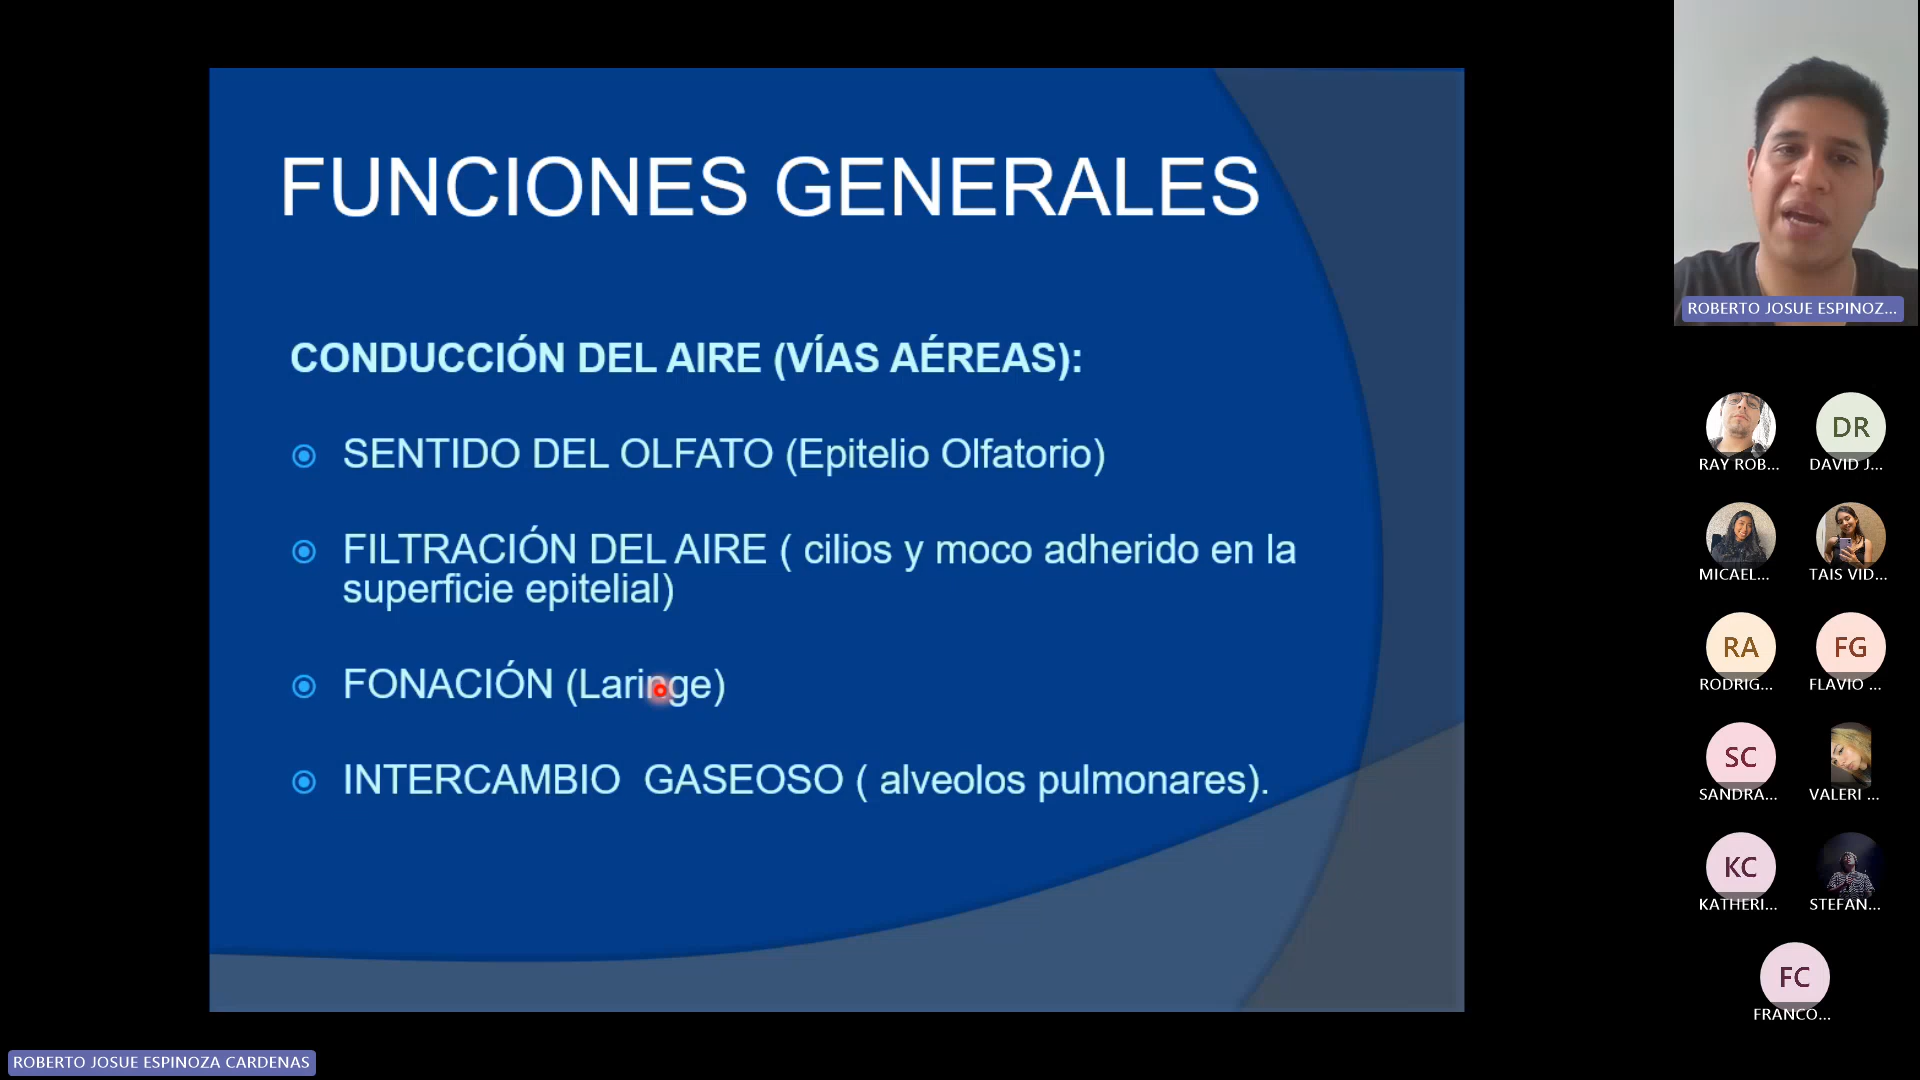 FUNCIONES GENERALES
CONDUCCIÓN DEL AIRE (VÍAS AÉREAS):
SENTIDO DEL OLFATO (Epitelio Olfatorio)
FILTRACIÓN DEL AIRE ( cilios y moco adherido en la
superficie epitelial)
FONACIÓN (Laringe)
INTERCAMBIO GASEOSO ( alveolos pulmonares).
ROBERTO JOSUE ESPINOZ...
RAY ROB...
DR
DAVID J...
MICAEL...
TAIS VID...
RA
RODRIG...
FG
FLAVIO ...
SC
SANDRA...
VALERI ...
KC
KATHERI...
STEFAN...
FC
FRANCO...
ROBERTO JOSUE ESPINOZA CARDENAS